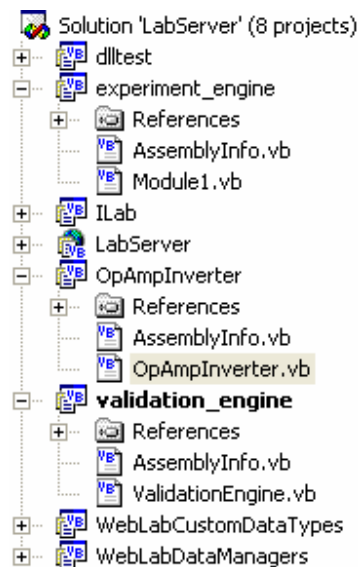 Solution 'LabServer' (8 projects)
dlltest
experiment_engine
References
AssemblyInfo.vb
Module1.vb
ILab
LabServer
OpAmpInverter
References
AssemblyInfo.vb
OpAmpInverter.vb
validation_engine
References
AssemblyInfo.vb
ValidationEngine.vb
WebLabCustomDataTypes
WebLabDataManagers